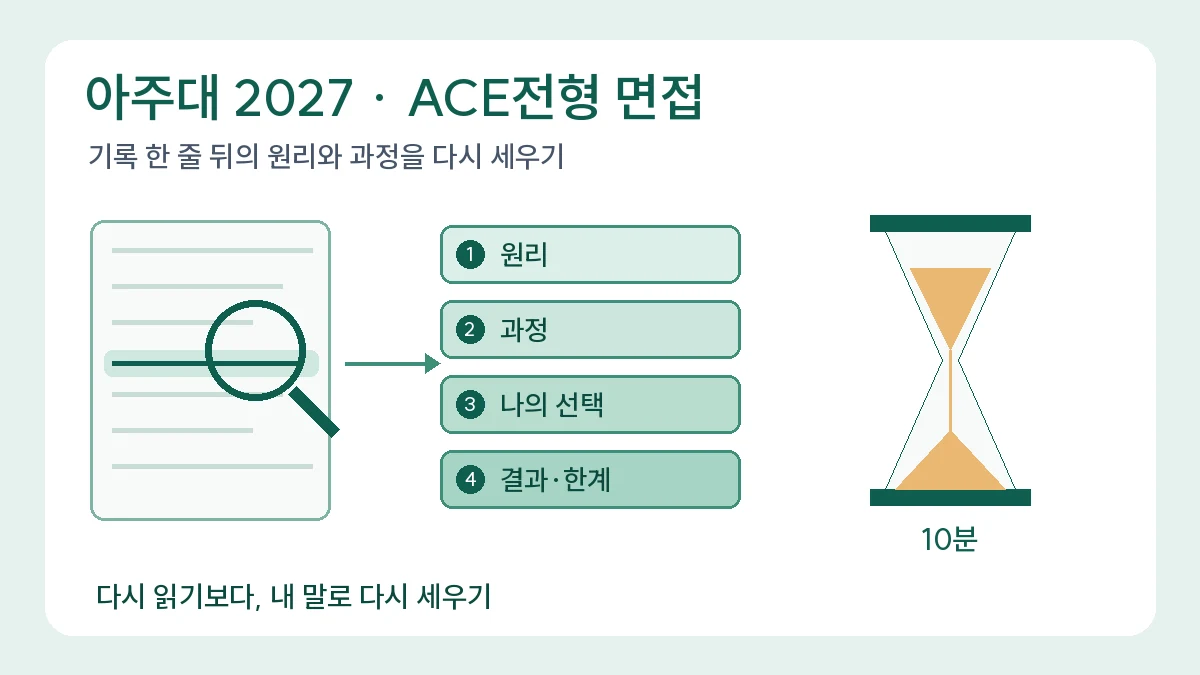 아주대 2027 · ACE전형 면접
기록 한 줄 뒤의 원리와 과정을 다시 세우기
1 원리
2 과정
3 나의 선택
4 결과·한계
10분
다시 읽기보다, 내 말로 다시 세우기